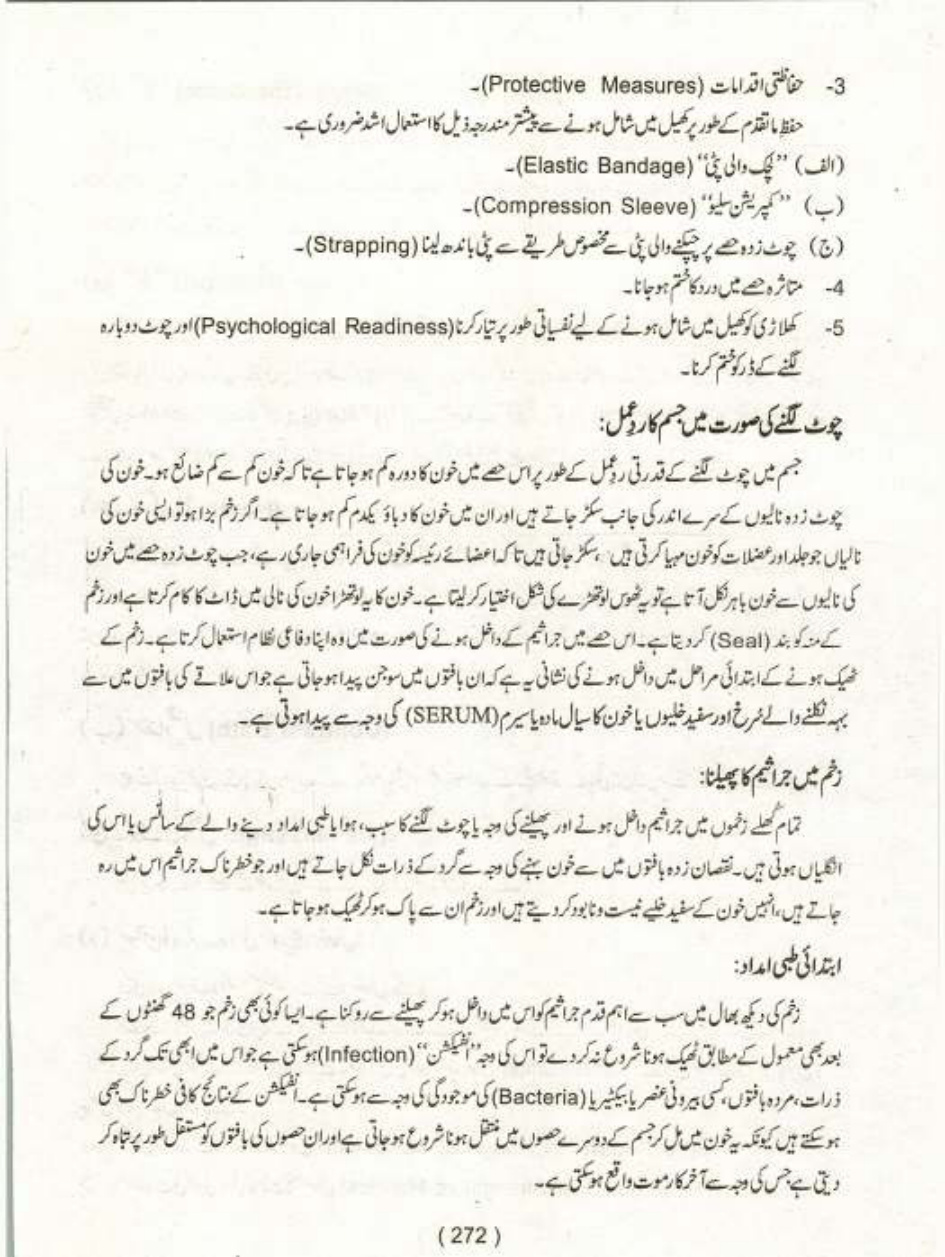 3- حفاظتی اقدامات (Protective Measures)۔
حفظِ ماتقدم کے طور پر کھیل میں شامل ہونے سے پیشتر مندرجہ ذیل کا استعمال اشد ضروری ہے۔
(الف) ”لچک والی پٹی“ (Elastic Bandage)۔
(ب) ”کمپریشن سلیو“ (Compression Sleeve)۔
(ج) چوٹ زدہ حصے پر چپکنے والی پٹی سے مخصوص طریقے سے پٹی باندھ لینا (Strapping)۔
4- متاثرہ حصے میں درد کا ختم ہو جانا۔
5- کھلاڑی کو کھیل میں شامل ہونے کے لیے نفسیاتی طور پر تیار کرنا (Psychological Readiness) اور چوٹ دوبارہ
لگنے کے ڈر کو ختم کرنا۔
چوٹ لگنے کی صورت میں جسم کا ردِعمل:
جسم میں چوٹ لگنے کے قدرتی ردِعمل کے طور پر اس حصے میں خون کا دورہ کم ہو جاتا ہے تاکہ خون کم سے کم ضائع ہو۔ خون کی
چوٹ زدہ نالیوں کے سرے اندر کی جانب سکڑ جاتے ہیں اور ان میں خون کا دباؤ یکدم کم ہو جاتا ہے۔ اگر زخم بڑا ہو تو ایسی خون کی
نالیاں جو جلد اور عضلات کو خون مہیا کرتی ہیں، سکڑ جاتی ہیں تاکہ اعضائے رئیسہ کو خون کی فراہمی جاری رہے، جب چوٹ زدہ حصے میں خون
کی نالیوں سے خون باہر نکل آتا ہے تو یہ ٹھوس لوتھڑے کی شکل اختیار کر لیتا ہے۔ خون کا یہ لوتھڑا خون کی نالی میں ڈاٹ کا کام کرتا ہے اور زخم
کے منہ کو بند (Seal) کر دیتا ہے۔ اس حصے میں جراثیم کے داخل ہونے کی صورت میں وہ اپنا دفاعی نظام استعمال کرتا ہے۔ زخم کے
ٹھیک ہونے کے ابتدائی مراحل میں داخل ہونے کی نشانی یہ ہے کہ ان بافتوں میں سوجن پیدا ہو جاتی ہے جو اس علاقے کی بافتوں میں سے
بہہ نکلنے والے سُرخ اور سفید خلیوں یا خون کا سیال مادہ یا سیرم (SERUM) کی وجہ سے پیدا ہوتی ہے۔
زخم میں جراثیم کا پھیلنا:
تمام کُھلے زخموں میں جراثیم داخل ہونے اور پھیلنے کی وجہ یا چوٹ لگنے کا سبب، ہوا یا طبی امداد دینے والے کے سانس یا اس کی
انگلیاں ہوتی ہیں۔ نقصان زدہ بافتوں میں سے خون بہنے کی وجہ سے گرد کے ذرات نکل جاتے ہیں اور جو خطرناک جراثیم اس میں رہ
جاتے ہیں، انہیں خون کے سفید خلیے نیست و نابود کر دیتے ہیں اور زخم ان سے پاک ہو کر ٹھیک ہو جاتا ہے۔
ابتدائی طبی امداد:
زخم کی دیکھ بھال میں سب سے اہم قدم جراثیم کو اس میں داخل ہو کر پھیلنے سے روکنا ہے۔ ایسا کوئی بھی زخم جو 48 گھنٹوں کے
بعد بھی معمول کے مطابق ٹھیک ہونا شروع نہ کر دے تو اس کی وجہ ”انفیکشن“ (Infection) ہو سکتی ہے جو اس میں ابھی تک گرد کے
ذرات، مردہ بافتوں، کسی بیرونی عنصر یا بیکٹیریا (Bacteria) کی موجودگی کی وجہ سے ہو سکتی ہے۔ انفیکشن کے نتائج کافی خطرناک بھی
ہو سکتے ہیں کیونکہ یہ خون میں مل کر جسم کے دوسرے حصوں میں منتقل ہونا شروع ہو جاتی ہے اور ان حصوں کی بافتوں کو مستقل طور پر تباہ کر
دیتی ہے جس کی وجہ سے آخر کار موت واقع ہو سکتی ہے۔
( 272 )